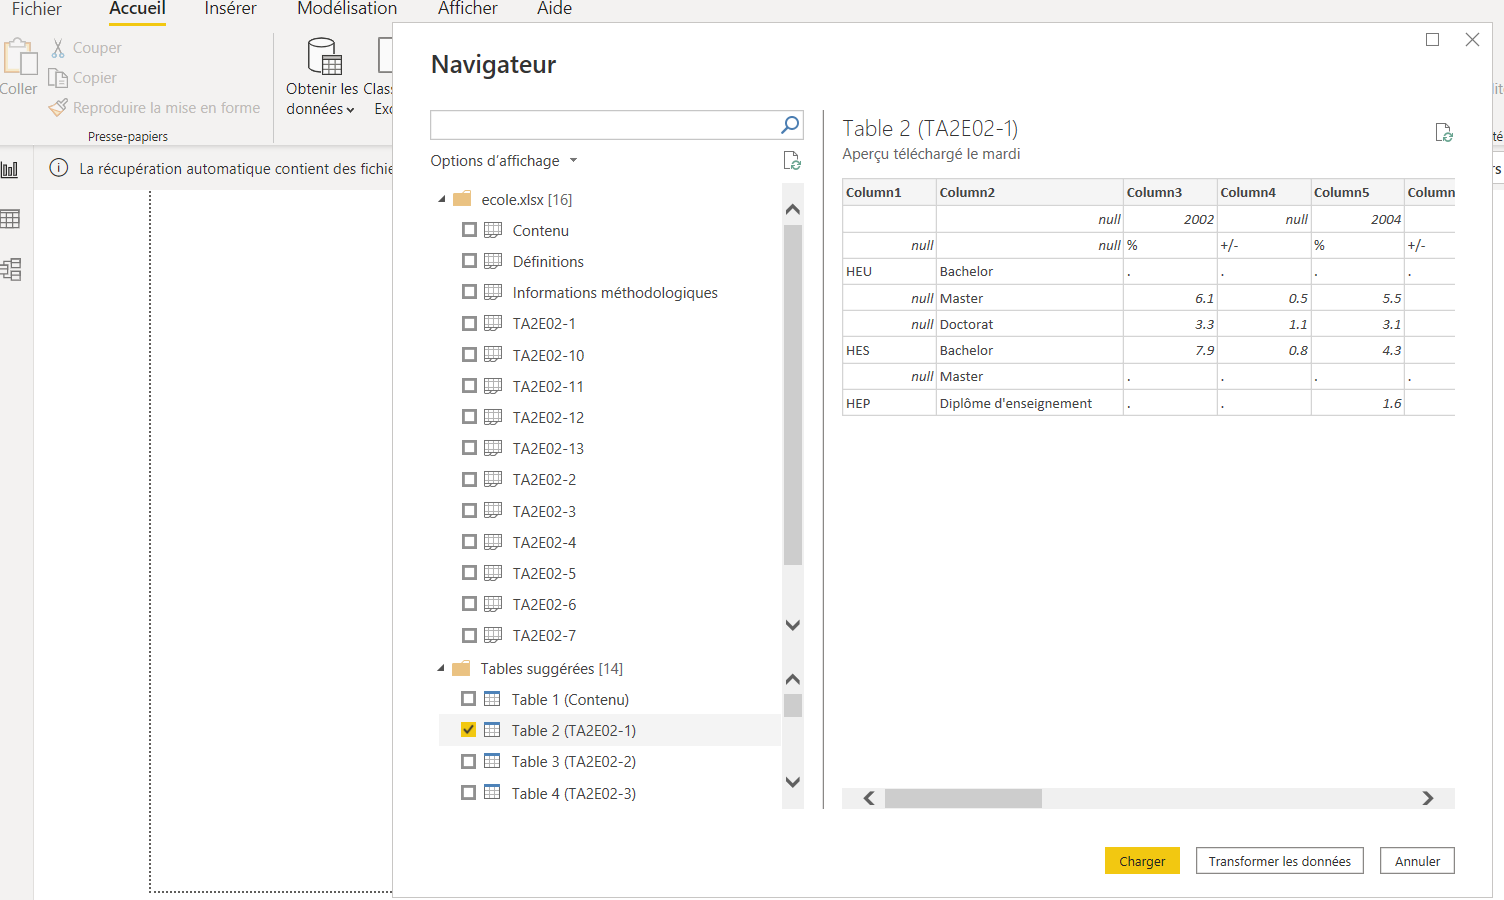 Fichier Accueil Insérer Modélisation Afficher Aide
Coller
Couper
Copier
Reproduire la mise en forme
Presse-papiers
Obtenir les
données
La récupération automatique contient des
Navigateur
Options d'affichage
ecole.xlsx [16]
Contenu
Définitions
Informations méthodologiques
TA2E02-1
TA2E02-10
TA2E02-11
TA2E02-12
TA2E02-13
TA2E02-2
TA2E02-3
TA2E02-4
TA2E02-5
TA2E02-6
TA2E02-7
Tables suggérées [14]
Table 1 (Contenu)
Table 2 (TA2E02-1)
Table 3 (TA2E02-2)
Table 4 (TA2E02-3)
Table 2 (TA2E02-1)
Aperçu téléchargé le mardi
Column1 Column2 Column3 Column4 Column5 Column
null 2002 null 2004
null null % +/- % +/-
HEU Bachelor . . . .
null Master 6.1 0.5 5.5
null Doctorat 3.3 1.1 3.1
HES Bachelor 7.9 0.8 4.3
null Master . . . .
HEP Diplôme d'enseignement . . 1.6
Charger Transformer les données Annuler